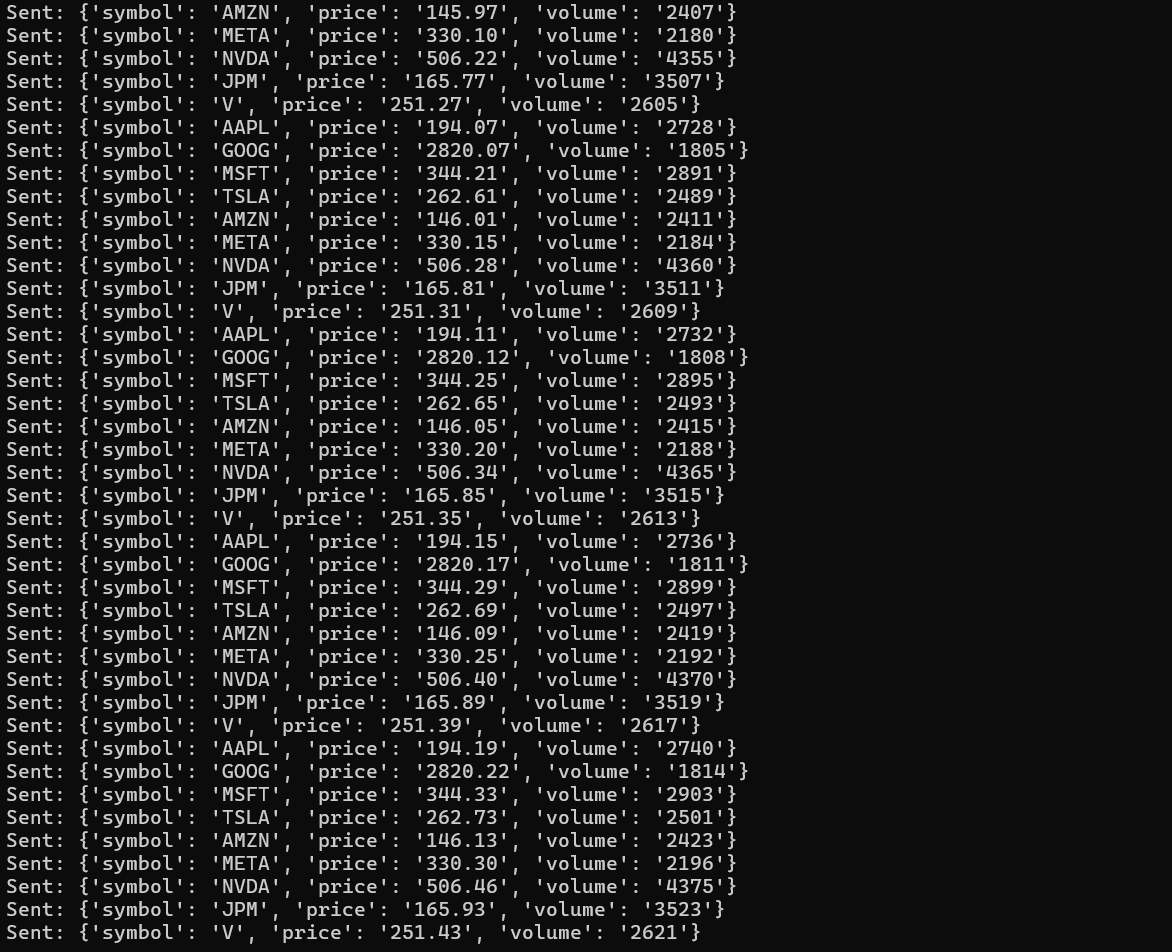 Sent: {'symbol': 'AMZN', 'price': '145.97', 'volume': '2407'}
Sent: {'symbol': 'META', 'price': '330.10', 'volume': '2180'}
Sent: {'symbol': 'NVDA', 'price': '506.22', 'volume': '4355'}
Sent: {'symbol': 'JPM', 'price': '165.77', 'volume': '3507'}
Sent: {'symbol': 'V', 'price': '251.27', 'volume': '2605'}
Sent: {'symbol': 'AAPL', 'price': '194.07', 'volume': '2728'}
Sent: {'symbol': 'GOOG', 'price': '2820.07', 'volume': '1805'}
Sent: {'symbol': 'MSFT', 'price': '344.21', 'volume': '2891'}
Sent: {'symbol': 'TSLA', 'price': '262.61', 'volume': '2489'}
Sent: {'symbol': 'AMZN', 'price': '146.01', 'volume': '2411'}
Sent: {'symbol': 'META', 'price': '330.15', 'volume': '2184'}
Sent: {'symbol': 'NVDA', 'price': '506.28', 'volume': '4360'}
Sent: {'symbol': 'JPM', 'price': '165.81', 'volume': '3511'}
Sent: {'symbol': 'V', 'price': '251.31', 'volume': '2609'}
Sent: {'symbol': 'AAPL', 'price': '194.11', 'volume': '2732'}
Sent: {'symbol': 'GOOG', 'price': '2820.12', 'volume': '1808'}
Sent: {'symbol': 'MSFT', 'price': '344.25', 'volume': '2895'}
Sent: {'symbol': 'TSLA', 'price': '262.65', 'volume': '2493'}
Sent: {'symbol': 'AMZN', 'price': '146.05', 'volume': '2415'}
Sent: {'symbol': 'META', 'price': '330.20', 'volume': '2188'}
Sent: {'symbol': 'NVDA', 'price': '506.34', 'volume': '4365'}
Sent: {'symbol': 'JPM', 'price': '165.85', 'volume': '3515'}
Sent: {'symbol': 'V', 'price': '251.35', 'volume': '2613'}
Sent: {'symbol': 'AAPL', 'price': '194.15', 'volume': '2736'}
Sent: {'symbol': 'GOOG', 'price': '2820.17', 'volume': '1811'}
Sent: {'symbol': 'MSFT', 'price': '344.29', 'volume': '2899'}
Sent: {'symbol': 'TSLA', 'price': '262.69', 'volume': '2497'}
Sent: {'symbol': 'AMZN', 'price': '146.09', 'volume': '2419'}
Sent: {'symbol': 'META', 'price': '330.25', 'volume': '2192'}
Sent: {'symbol': 'NVDA', 'price': '506.40', 'volume': '4370'}
Sent: {'symbol': 'JPM', 'price': '165.89', 'volume': '3519'}
Sent: {'symbol': 'V', 'price': '251.39', 'volume': '2617'}
Sent: {'symbol': 'AAPL', 'price': '194.19', 'volume': '2740'}
Sent: {'symbol': 'GOOG', 'price': '2820.22', 'volume': '1814'}
Sent: {'symbol': 'MSFT', 'price': '344.33', 'volume': '2903'}
Sent: {'symbol': 'TSLA', 'price': '262.73', 'volume': '2501'}
Sent: {'symbol': 'AMZN', 'price': '146.13', 'volume': '2423'}
Sent: {'symbol': 'META', 'price': '330.30', 'volume': '2196'}
Sent: {'symbol': 'NVDA', 'price': '506.46', 'volume': '4375'}
Sent: {'symbol': 'JPM', 'price': '165.93', 'volume': '3523'}
Sent: {'symbol': 'V', 'price': '251.43', 'volume': '2621'}